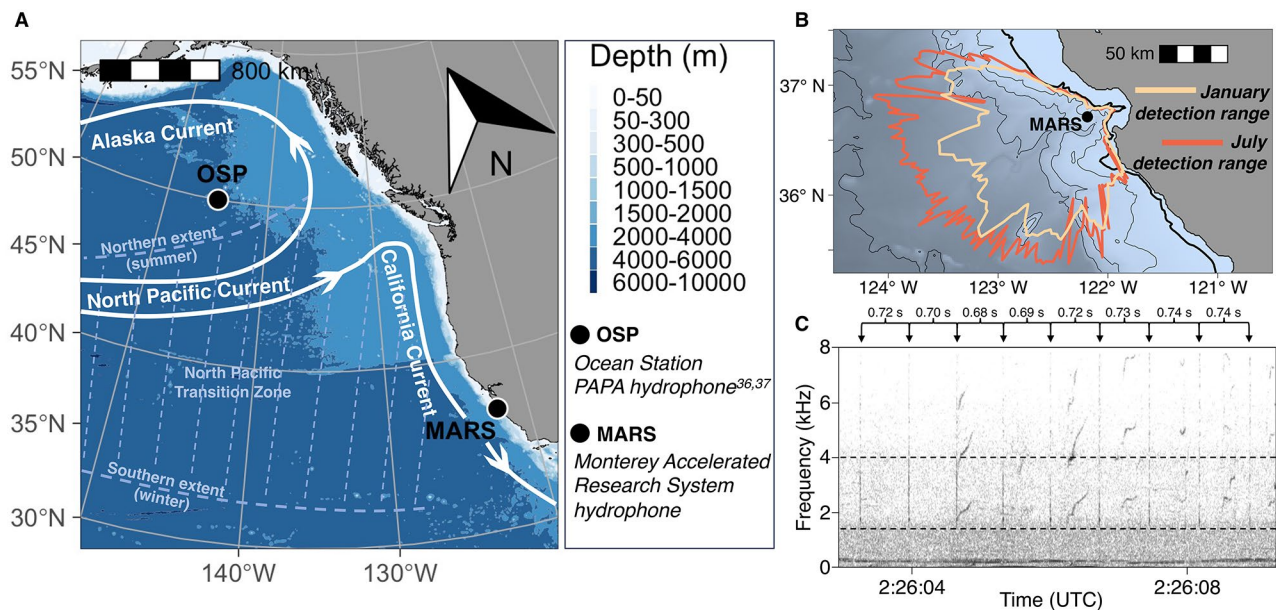 A
55°N
50°N
45°N
40°N
35°N
30°N
140°W
130°W
800 km
Alaska Current
OSP
Northern extent
(summer)
North Pacific Current
California Current
North Pacific
Transition Zone
MARS
Southern extent
(winter)
N
Depth (m)
0-50
50-300
300-500
500-1000
1000-1500
1500-2000
2000-4000
4000-6000
6000-10000
OSP
Ocean Station
PAPA hydrophone36,37
MARS
Monterey Accelerated
Research System
hydrophone
B
37° N
36° N
124° W
123° W
122° W
121° W
50 km
MARS
January
detection range
July
detection range
C
0.72 s
0.70 s
0.68 s
0.69 s
0.72 s
0.73 s
0.74 s
0.74 s
8
6
4
2
0
Frequency (kHz)
2:26:04
2:26:08
Time (UTC)